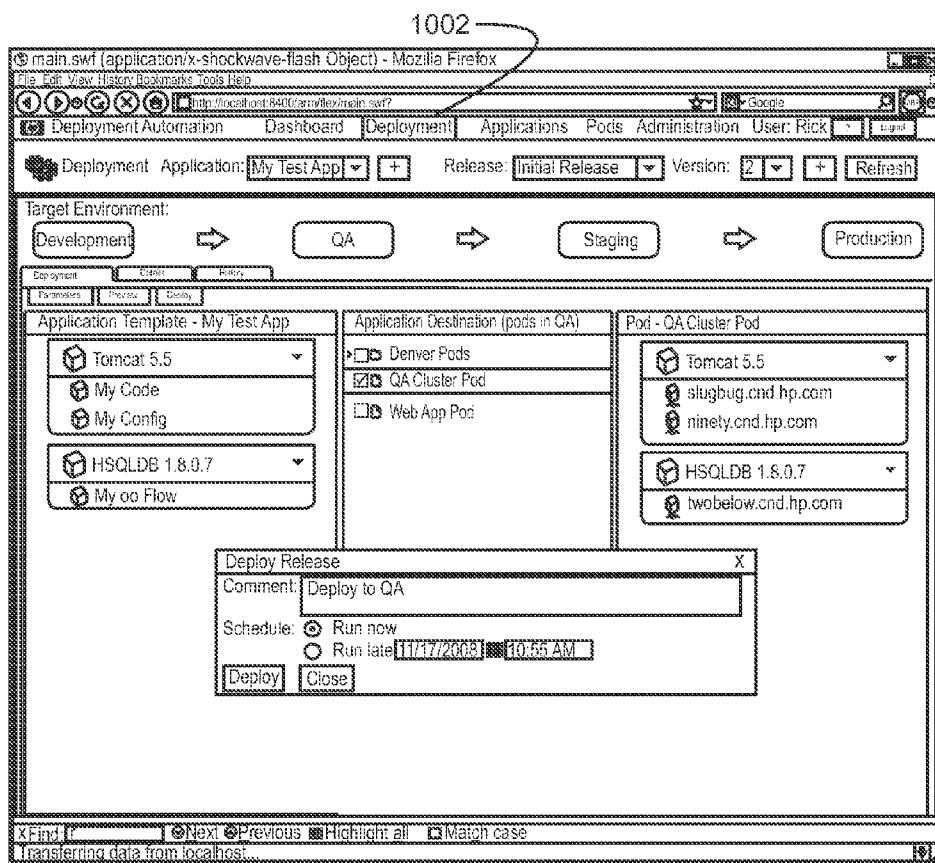 1002
main.swf (application/x-shockwave-flash Object) - Mozilla Firefox
File Edit View History Bookmarks Tools Help
http://localhost:8400/arm/flex/main.swf? Google
Deployment Automation Dashboard Deployment Applications Pods Administration User: Rick ? Logout
Deployment Application: My Test App + Release: Initial Release Version: 2 + Refresh
Target Environment:
Development QA Staging Production
Deployment History
Parameters Preview Deploy
Application Template - My Test App Application Destination (pods in QA) Pod - QA Cluster Pod
Tomcat 5.5 Denver Pods Tomcat 5.5
My Code QA Cluster Pod slugbug.cnd.hp.com
My Config Web App Pod ninety.cnd.hp.com
HSQLDB 1.8.0.7 HSQLDB 1.8.0.7
My oo Flow twobelow.cnd.hp.com
Deploy Release X
Comment: Deploy to QA
Schedule: Run now
Run late 11/17/2008 10:55 AM
Deploy Close
X Find: Next Previous Highlight all Match case
Transferring data from localhost...